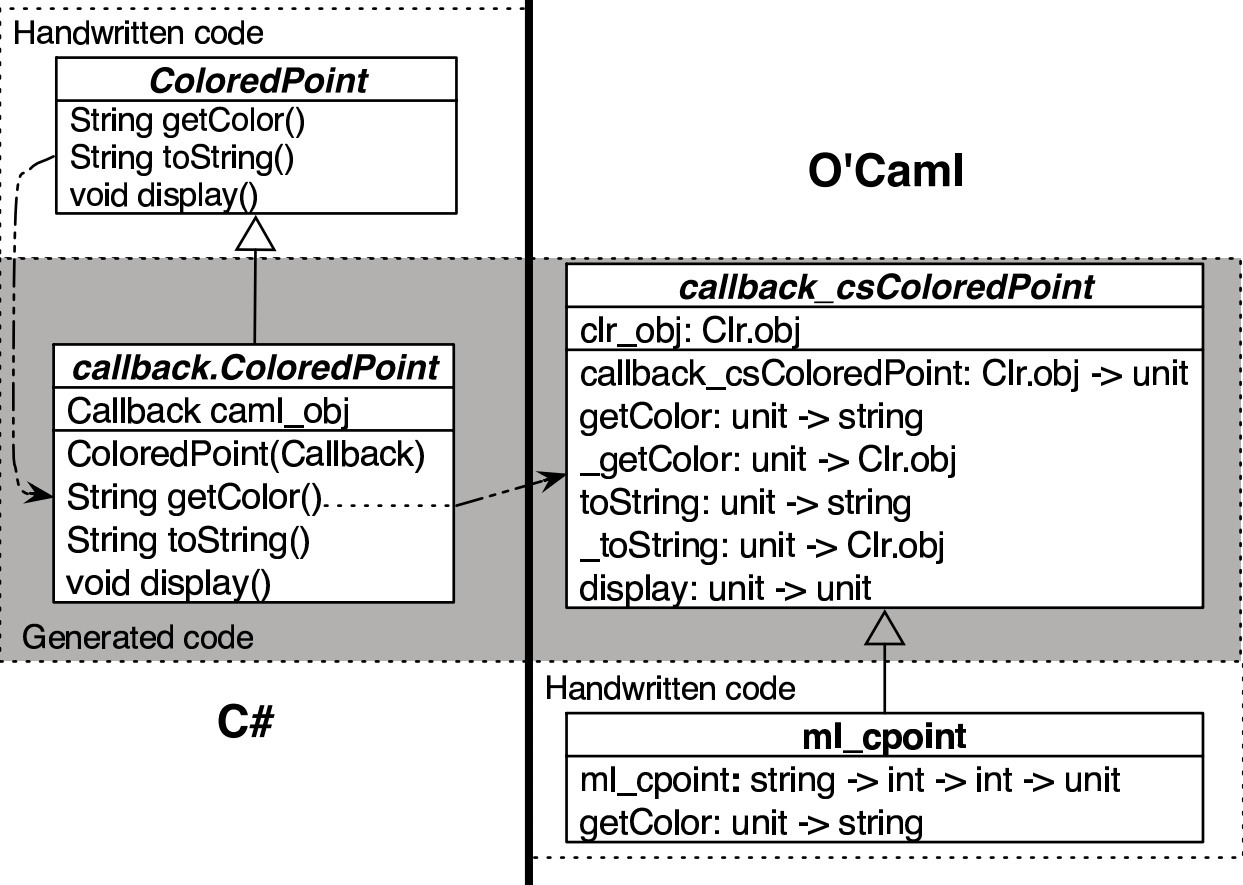 Handwritten code
ColoredPoint
String getColor()
String toString()
void display()
callback.ColoredPoint
Callback caml_obj
ColoredPoint(Callback)
String getColor()
String toString()
void display()
Generated code
C#
O'Caml
callback_csColoredPoint
clr_obj: Clr.obj
callback_csColoredPoint: Clr.obj -> unit
getColor: unit -> string
_getColor: unit -> Clr.obj
toString: unit -> string
_toString: unit -> Clr.obj
display: unit -> unit
Handwritten code
ml_cpoint
ml_cpoint: string -> int -> int -> unit
getColor: unit -> string